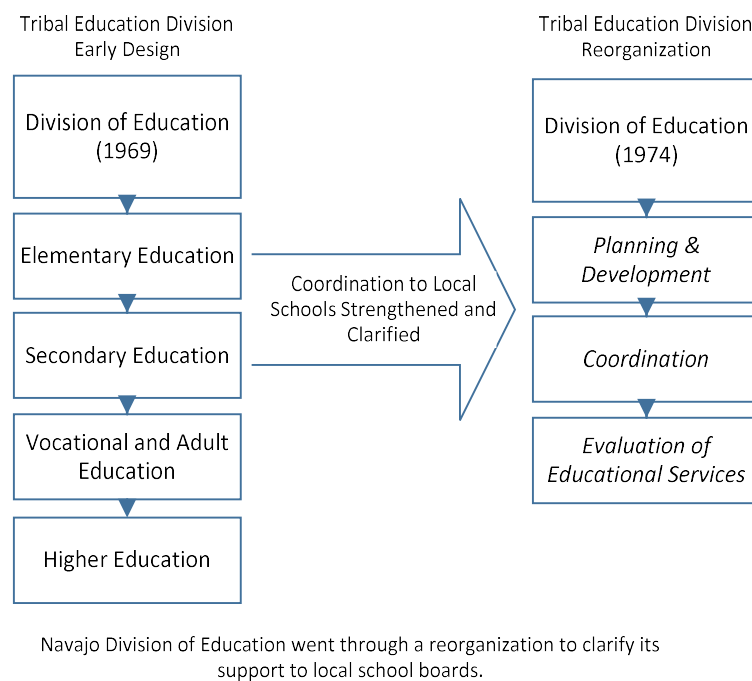 Tribal Education Division
Early Design
Division of Education
(1969)
Elementary Education
Secondary Education
Vocational and Adult
Education
Higher Education
Coordination to Local
Schools Strengthened and
Clarified
Tribal Education Division
Reorganization
Division of Education
(1974)
Planning &
Development
Coordination
Evaluation of
Educational Services
Navajo Division of Education went through a reorganization to clarify its
support to local school boards.